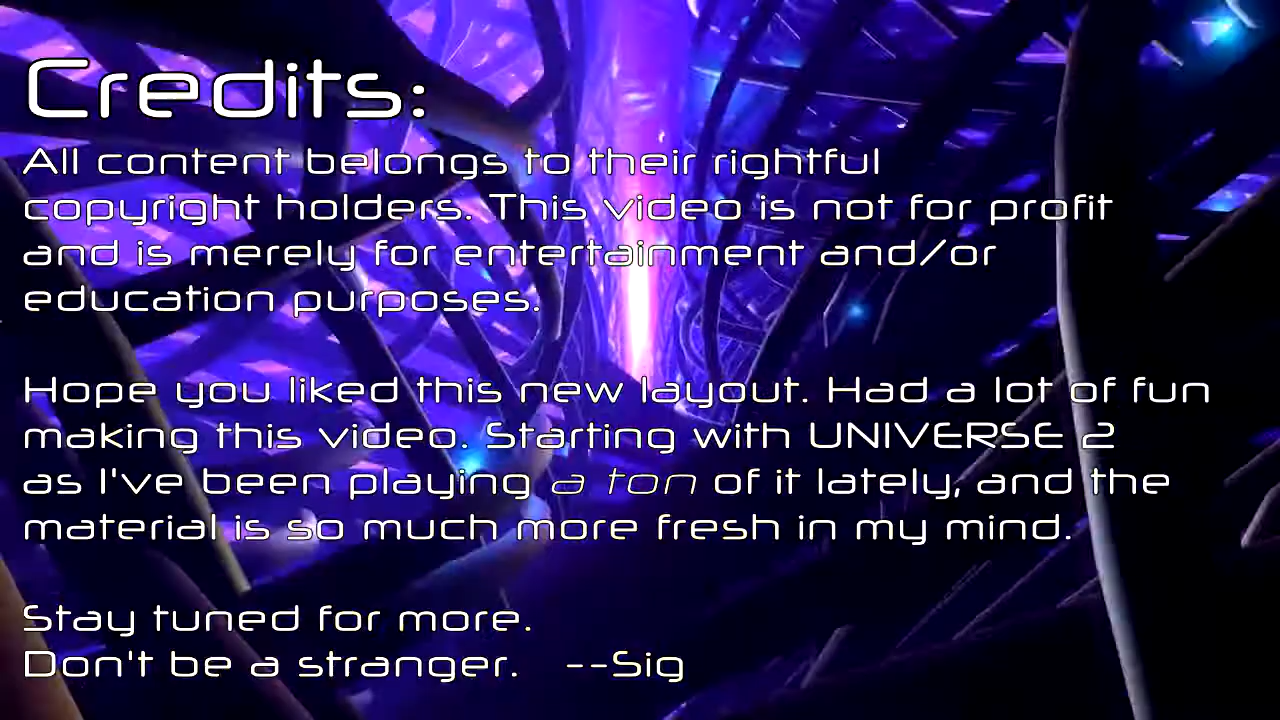 Credits:
All content belongs to their rightful
copyright holders. This video is not for profit
and is merely for entertainment and/or
education purposes.
Hope you liked this new layout. Had a lot of fun
making this video. Starting with UNIVERSE 2
as I've been playing a ton of it lately, and the
material is so much more fresh in my mind.
Stay tuned for more.
Don't be a stranger. --Sig